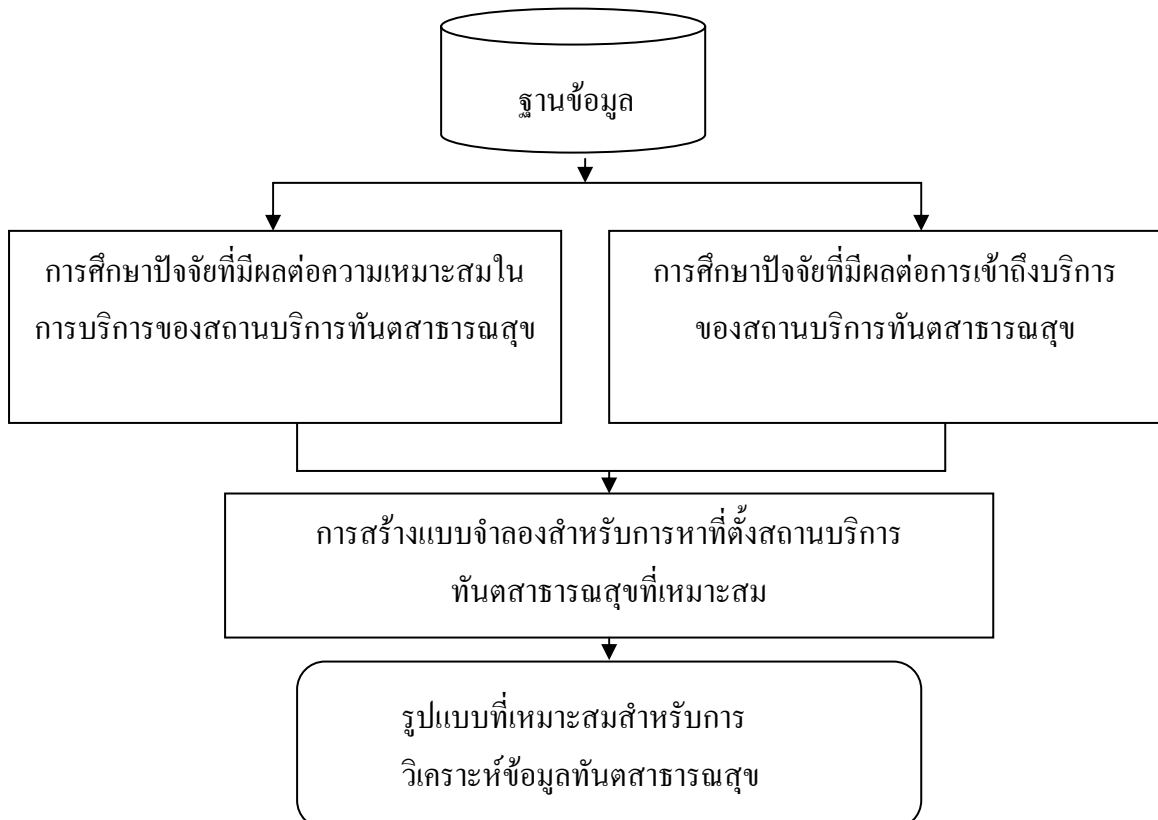 ฐานข้อมูล
การศึกษาปัจจัยที่มีผลต่อความเหมาะสมใน
การบริการของสถานบริการทันตสาธารณสุข
การศึกษาปัจจัยที่มีผลต่อการเข้าถึงบริการ
ของสถานบริการทันตสาธารณสุข
การสร้างแบบจำลองสำหรับการหาที่ตั้งสถานบริการ
ทันตสาธารณสุขที่เหมาะสม
รูปแบบที่เหมาะสมสำหรับการ
วิเคราะห์ข้อมูลทันตสาธารณสุข